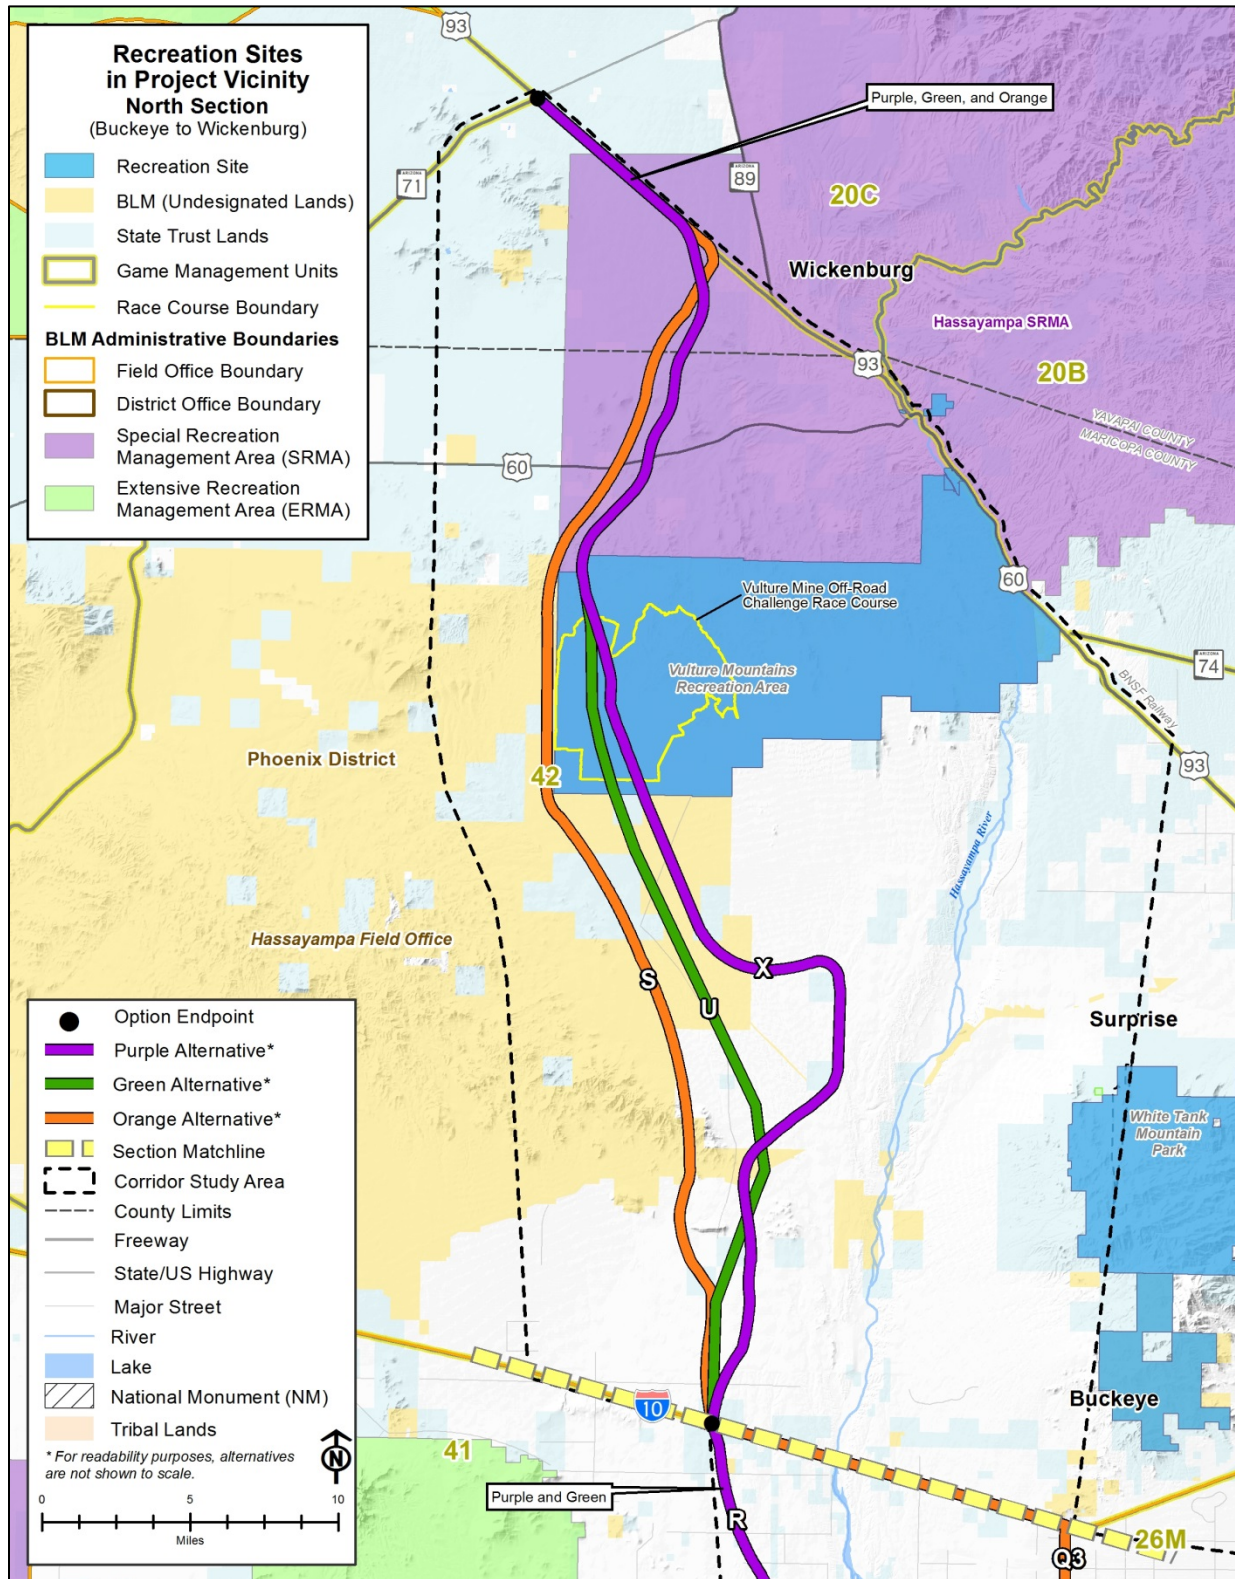 Recreation Sites
in Project Vicinity
North Section
(Buckeye to Wickenburg)
Recreation Site
BLM (Undesignated Lands)
State Trust Lands
Game Management Units
Race Course Boundary
BLM Administrative Boundaries
Field Office Boundary
District Office Boundary
Special Recreation
Management Area (SRMA)
Extensive Recreation
Management Area (ERMA)
93
Purple, Green, and Orange
ARIZONA
71
ARIZONA
89
20C
Wickenburg
Hassayampa SRMA
93
20B
YAVAPAI COUNTY
MARICOPA COUNTY
60
60
Vulture Mine Off-Road
Challenge Race Course
Vulture Mountains
Recreation Area
ARIZONA
74
BNSF Railway
93
Phoenix District
42
Hassayampa River
Hassayampa Field Office
S
X
U
Surprise
White Tank
Mountain
Park
Buckeye
10
41
Purple and Green
R
26M
Q3
Option Endpoint
Purple Alternative*
Green Alternative*
Orange Alternative*
Section Matchline
Corridor Study Area
County Limits
Freeway
State/US Highway
Major Street
River
Lake
National Monument (NM)
Tribal Lands
* For readability purposes, alternatives
are not shown to scale.
N
0 5 10
Miles